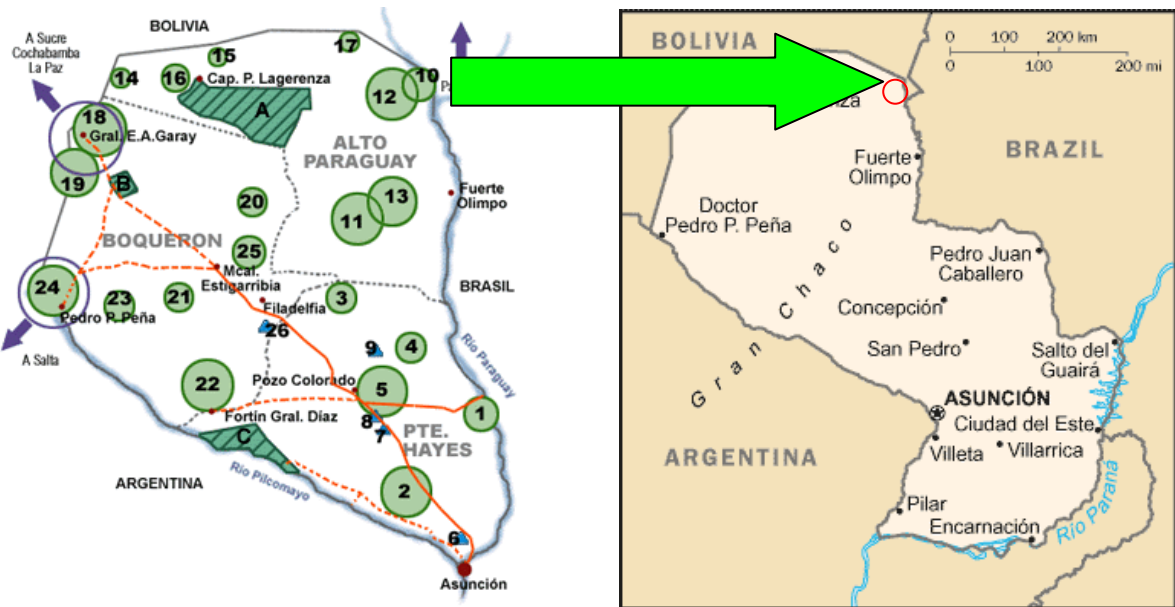 BOLIVIA
A Sucre
Cochabamba
La Paz
15
17
14
16
Cap. P. Lagerenza
10
12
A
18
Gral. E.A.Garay
ALTO
PARAGUAY
19
B
20
13
11
Fuerte
Olimpo
BOQUERON
25
Mcal.
Estigarribia
BRASIL
24
23
21
Filadelfia
3
Pedro P. Peña
26
9
4
A Salta
Río Paraguay
22
Pozo Colorado
5
1
Fortín Gral. Díaz
8
7
C
PTE.
HAYES
Río Pilcomayo
ARGENTINA
2
6
Asunción
BOLIVIA
0 100 200 km
0 100 200 mi
BRAZIL
Fuerte
Olimpo
Doctor
Pedro P. Peña
Gran Chaco
Pedro Juan
Caballero
Concepción
San Pedro
Salto del
Guairá
ASUNCIÓN
Ciudad del Este
Villeta
Villarrica
ARGENTINA
Pilar
Encarnación
Río Paraná